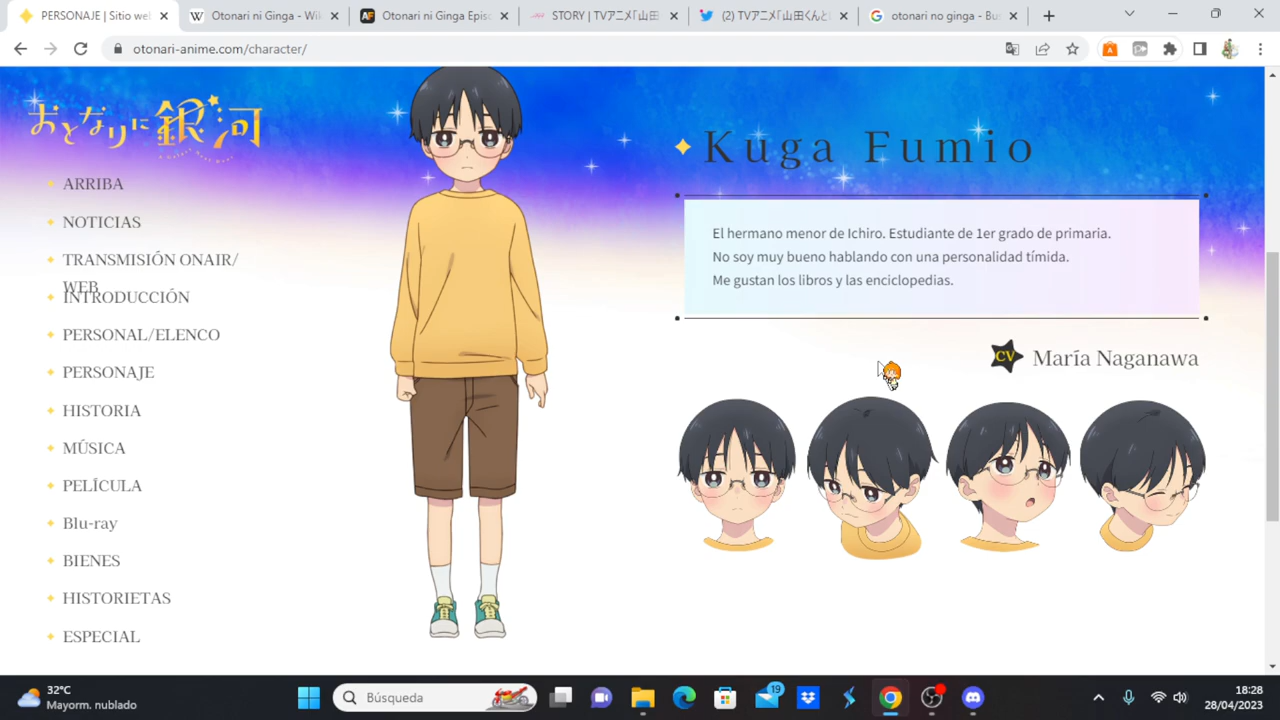 PERSONAJE | Sitio wel
Otonari ni Ginga - Wik
Otonari ni Ginga Epis
STORY | TVアニメ「山田
(2) TVアニメ「山田くんと
otonari no ginga - Bus
otonari-anime.com/character/
おとなりに銀河
Kuga Fumio
ARRIBA
NOTICIAS
TRANSMISIÓN ONAIR/
WEB
INTRODUCCIÓN
PERSONAL/ELENCO
PERSONAJE
HISTORIA
MÚSICA
PELÍCULA
Blu-ray
BIENES
HISTORIETAS
ESPECIAL
El hermano menor de Ichiro. Estudiante de 1er grado de primaria.
No soy muy bueno hablando con una personalidad tímida.
Me gustan los libros y las enciclopedias.
CV María Naganawa
32°C
Mayorm. nublado
Búsqueda
19
18:28
28/04/2023